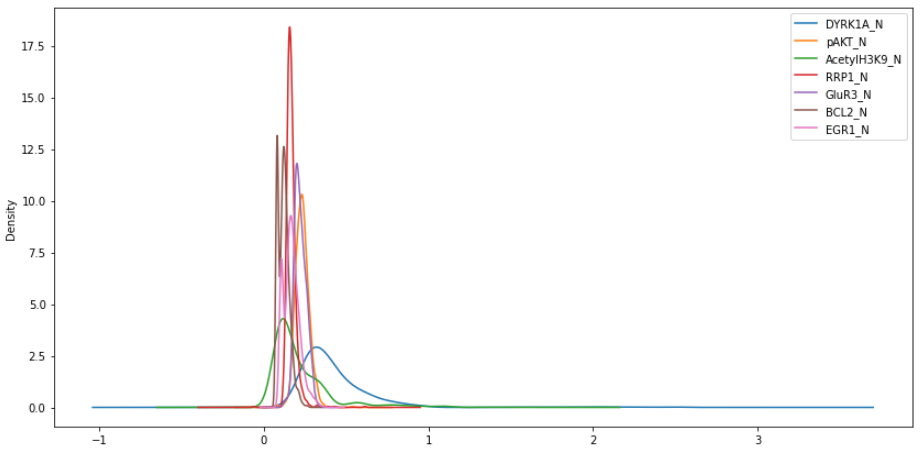 17.5
15.0
12.5
10.0
7.5
5.0
2.5
0.0
Density
−1
0
1
2
3
DYRK1A_N
pAKT_N
AcetylH3K9_N
RRP1_N
GluR3_N
BCL2_N
EGR1_N